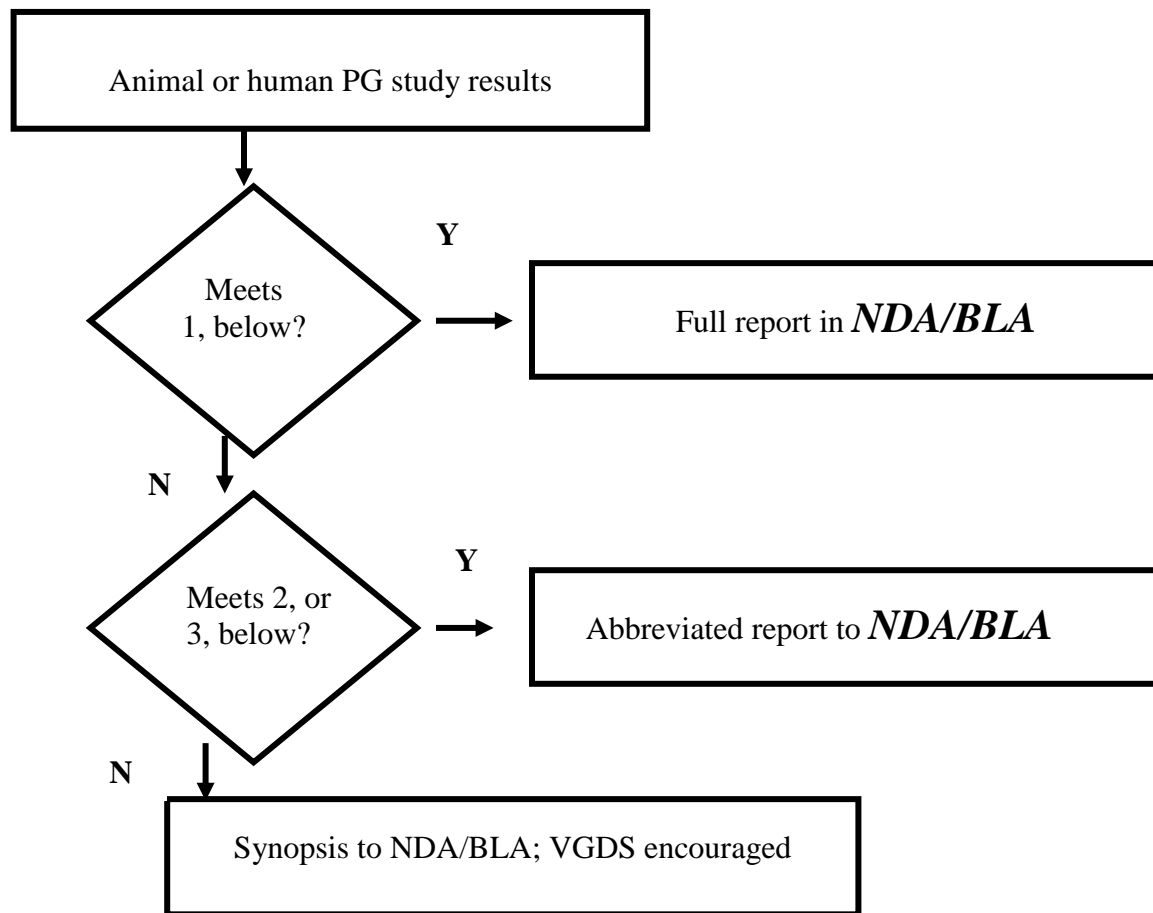 Animal or human PG study results
Y
Meets
1, below?
Full report in NDA/BLA
N
Y
Meets 2, or
3, below?
Abbreviated report to NDA/BLA
N
Synopsis to NDA/BLA; VGDS encouraged